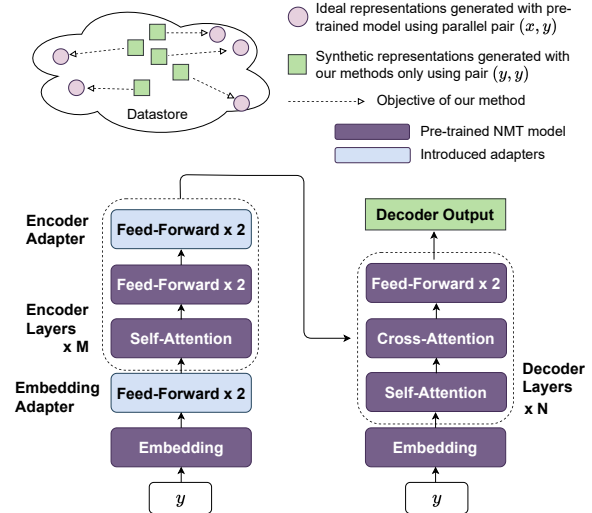 Ideal representations generated with pre-
trained model using parallel pair (x, y)
Synthetic representations generated with
our methods only using pair (y, y)
Objective of our method
Datastore
Pre-trained NMT model
Introduced adapters
Encoder
Adapter
Feed-Forward x 2
Feed-Forward x 2
Encoder
Layers
x M
Self-Attention
Embedding
Adapter
Feed-Forward x 2
Embedding
y
Decoder Output
Feed-Forward x 2
Cross-Attention
Self-Attention
Decoder
Layers
x N
Embedding
y